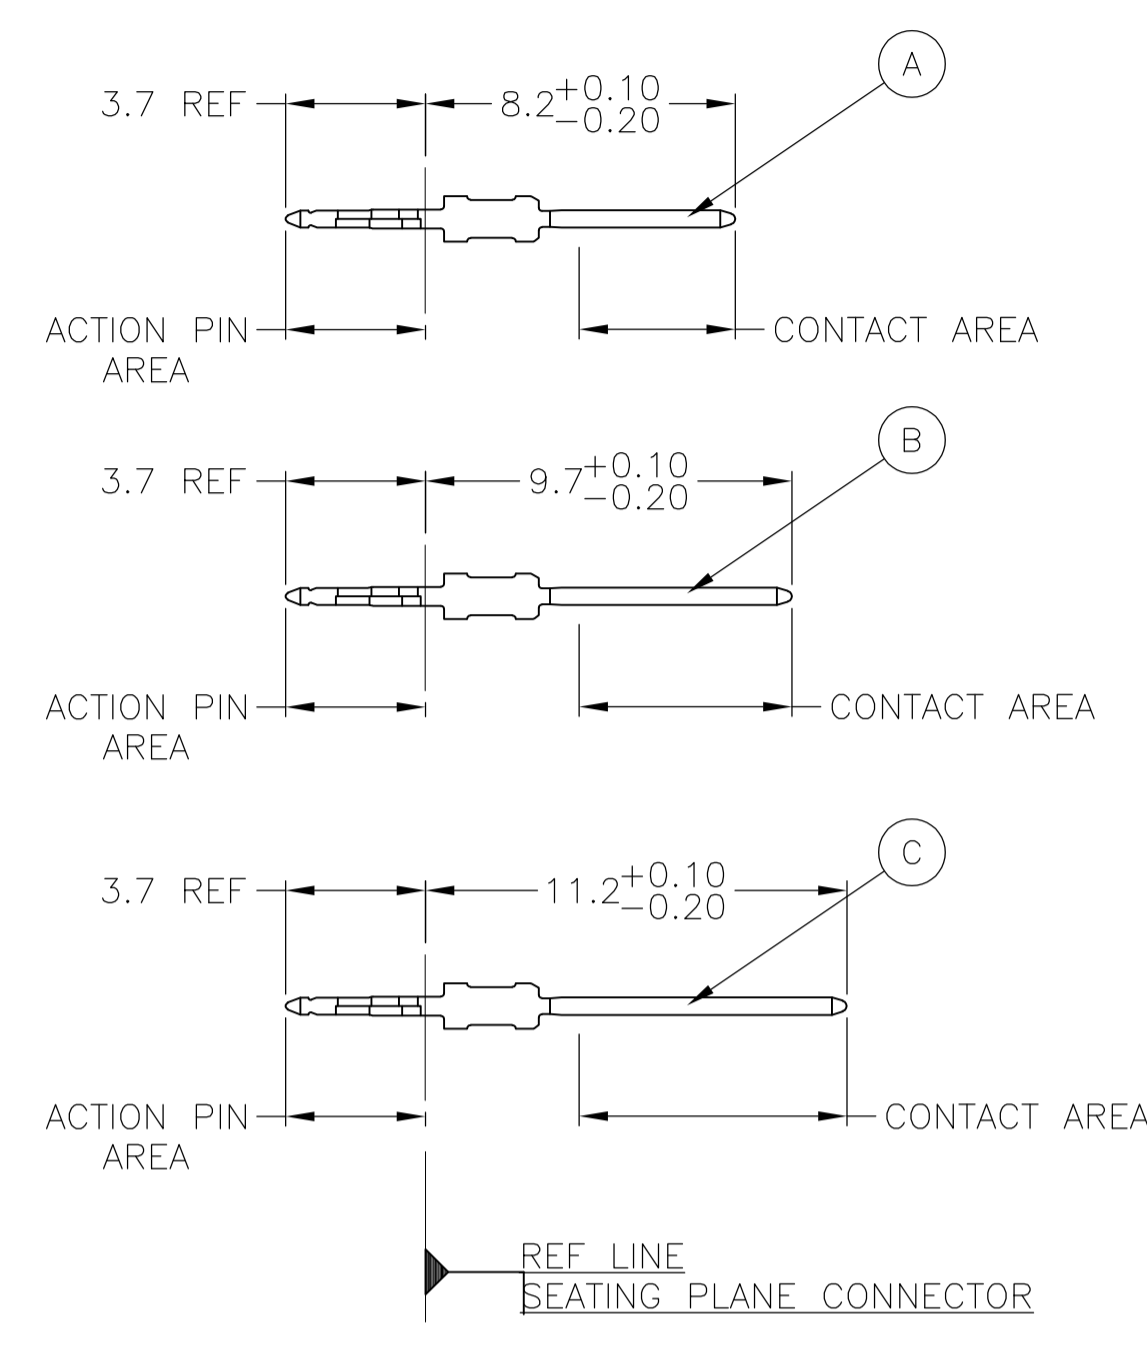 A
3.7 REF
8.2 +0.10 -0.20
ACTION PIN AREA
CONTACT AREA
B
3.7 REF
9.7 +0.10 -0.20
ACTION PIN AREA
CONTACT AREA
C
3.7 REF
11.2 +0.10 -0.20
ACTION PIN AREA
CONTACT AREA
REF LINE
SEATING PLANE CONNECTOR